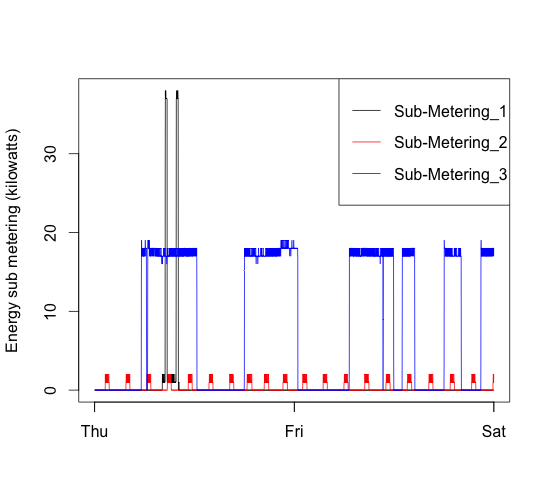 Sub-Metering_1
Sub-Metering_2
Sub-Metering_3
Energy sub metering (kilowatts)
30
20
10
0
Thu Fri Sat